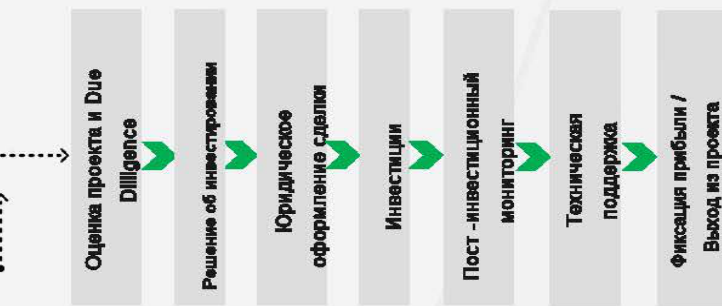 Оценка проекта и Due
Diligence
Решение об инвестировании
Юридическое
оформление сделки
Инвестиции
Пост -инвестиционный
мониторинг
Техническая
поддержка
Фиксация прибыли /
Выход из проекта